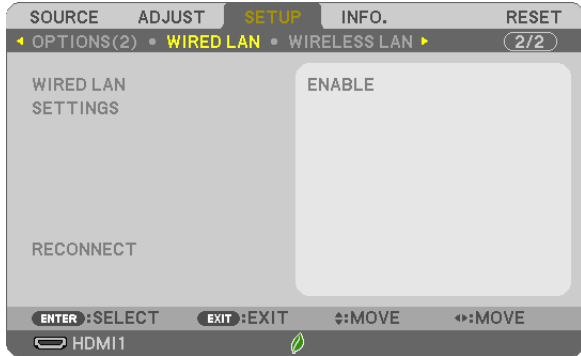 SOURCE ADJUST SETUP INFO. RESET
OPTIONS(2) • WIRED LAN • WIRELESS LAN 2/2
WIRED LAN ENABLE
SETTINGS
RECONNECT
ENTER :SELECT EXIT :EXIT :MOVE :MOVE
HDMI1